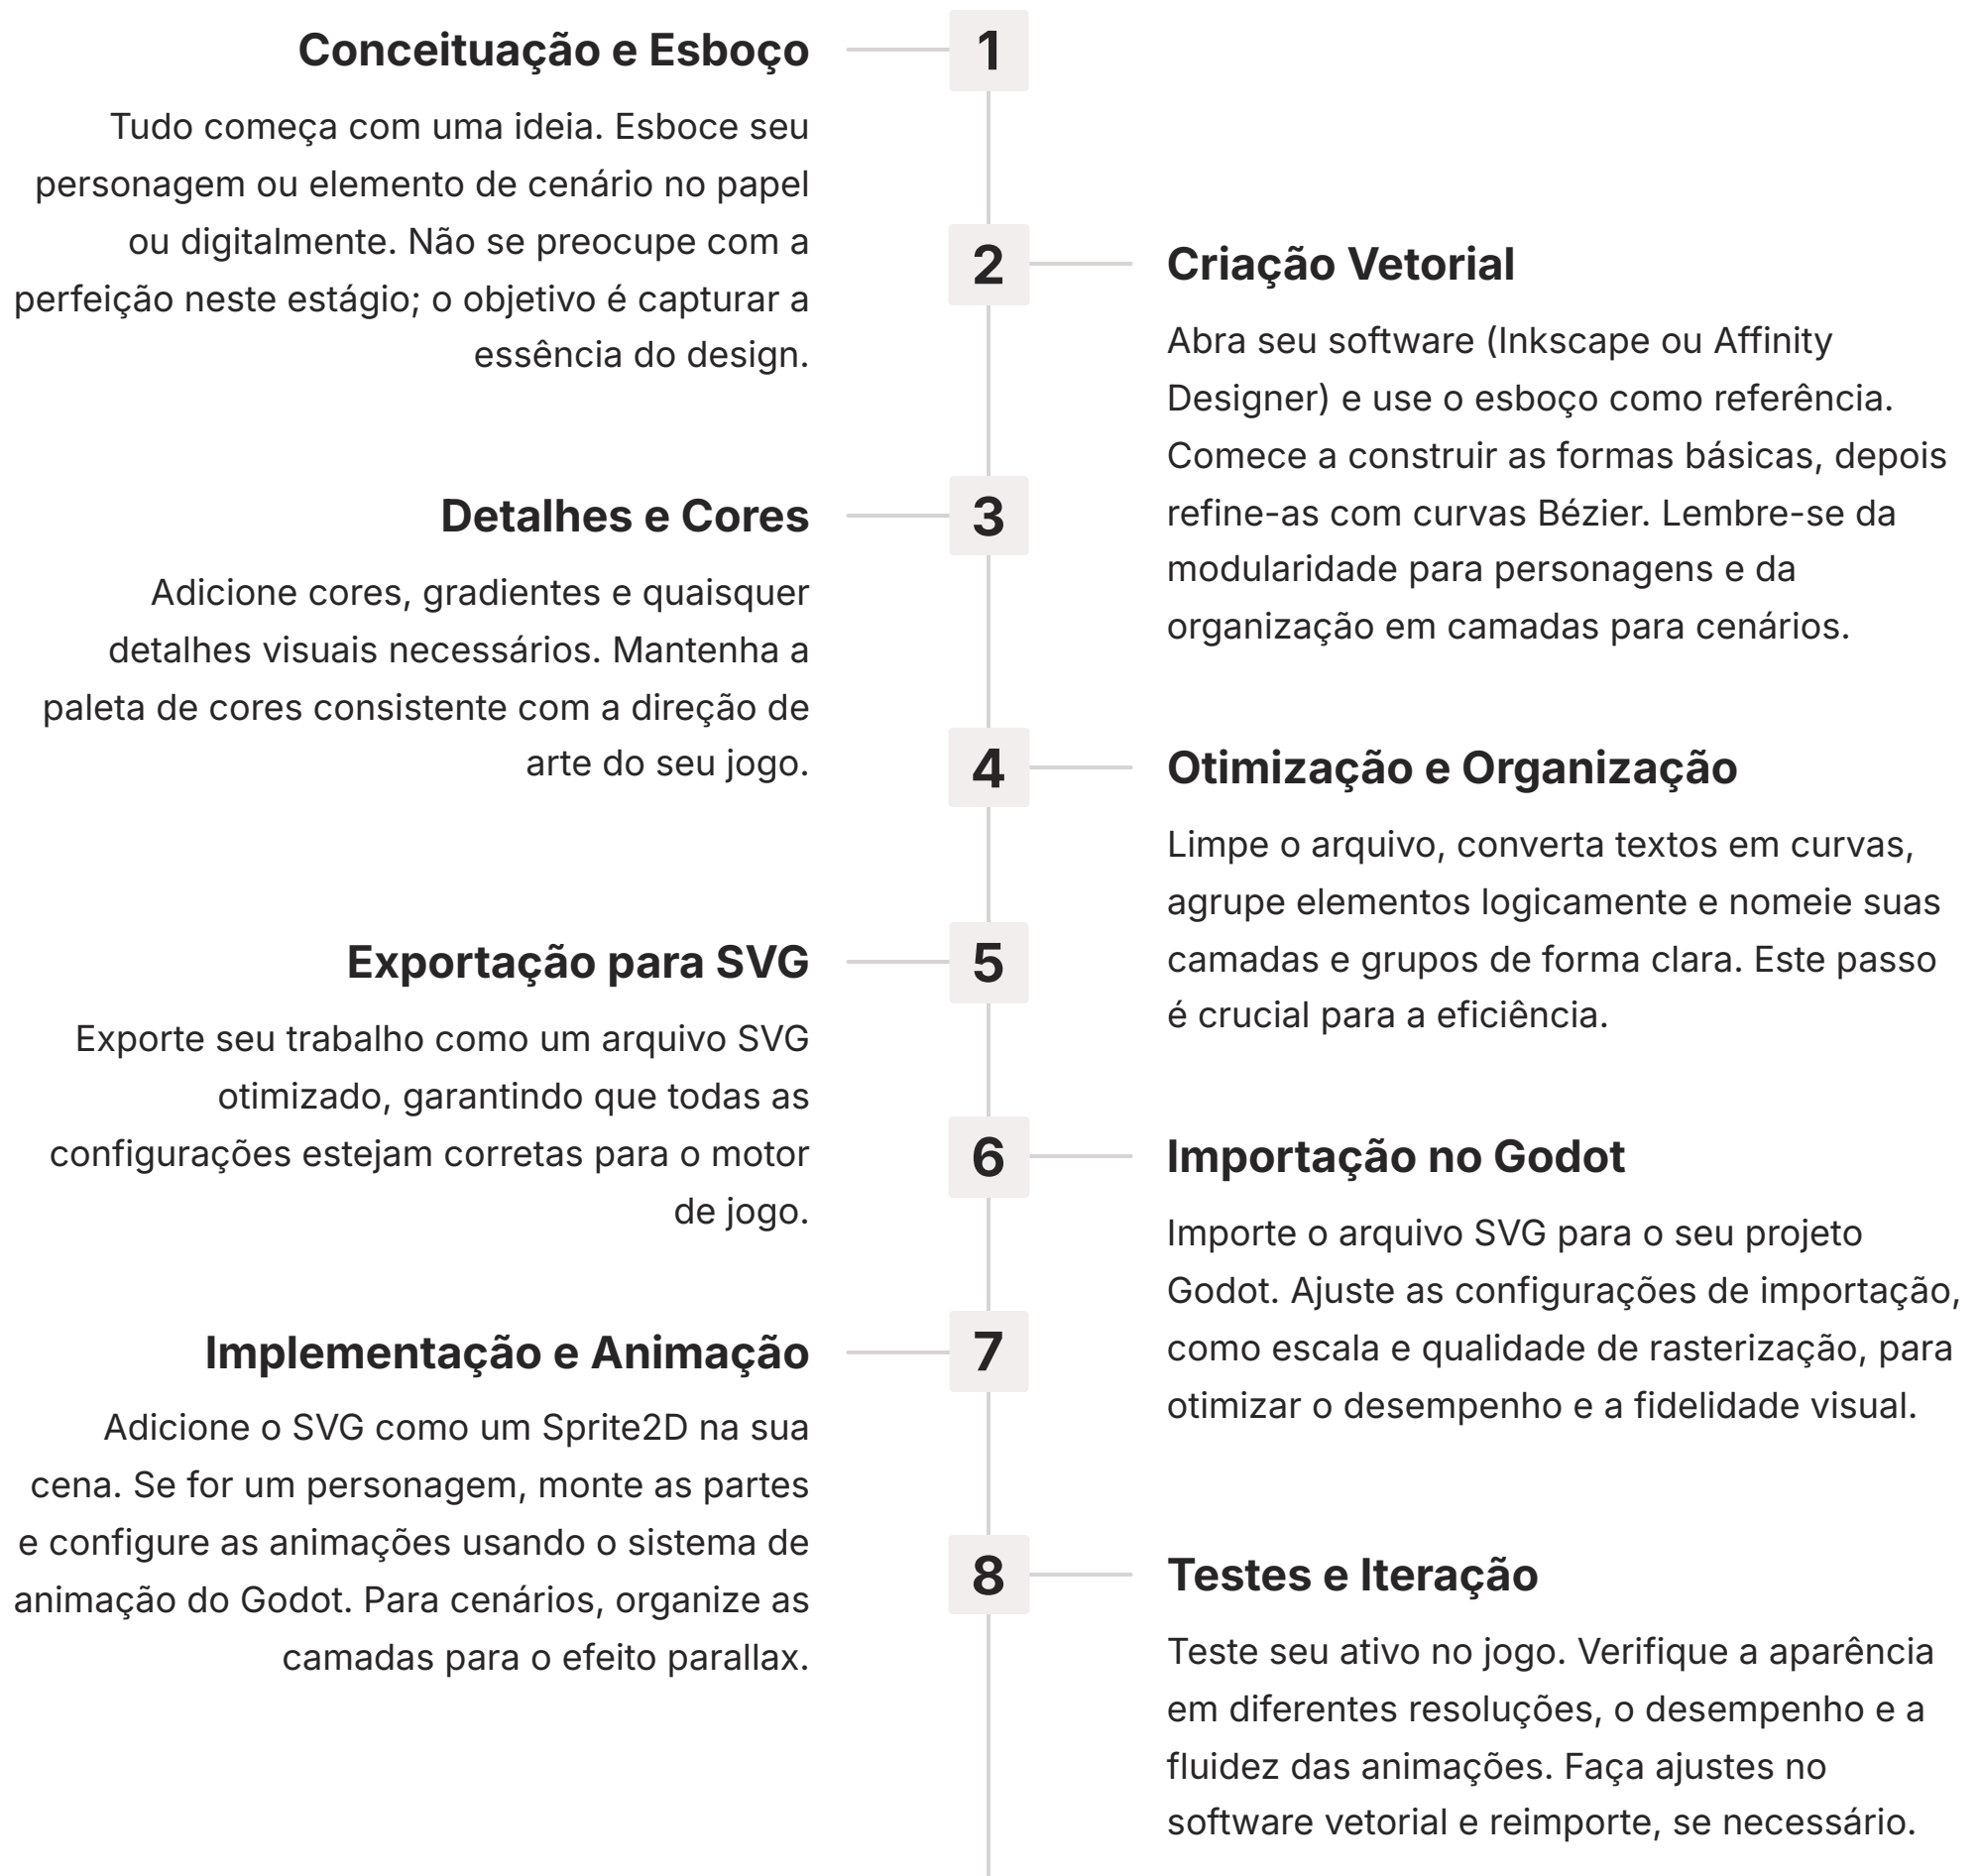 1
Conceituação e Esboço
Tudo começa com uma ideia. Esboce seu
personagem ou elemento de cenário no papel
ou digitalmente. Não se preocupe com a
perfeição neste estágio; o objetivo é capturar a
essência do design.
2
Criação Vetorial
Abra seu software (Inkscape ou Affinity
Designer) e use o esboço como referência.
Comece a construir as formas básicas, depois
refine-as com curvas Bézier. Lembre-se da
modularidade para personagens e da
organização em camadas para cenários.
3
Detalhes e Cores
Adicione cores, gradientes e quaisquer
detalhes visuais necessários. Mantenha a
paleta de cores consistente com a direção de
arte do seu jogo.
4
Otimização e Organização
Limpe o arquivo, converta textos em curvas,
agrupe elementos logicamente e nomeie suas
camadas e grupos de forma clara. Este passo
é crucial para a eficiência.
5
Exportação para SVG
Exporte seu trabalho como um arquivo SVG
otimizado, garantindo que todas as
configurações estejam corretas para o motor
de jogo.
6
Importação no Godot
Importe o arquivo SVG para o seu projeto
Godot. Ajuste as configurações de importação,
como escala e qualidade de rasterização, para
otimizar o desempenho e a fidelidade visual.
7
Implementação e Animação
Adicione o SVG como um Sprite2D na sua
cena. Se for um personagem, monte as partes
e configure as animações usando o sistema de
animação do Godot. Para cenários, organize as
camadas para o efeito parallax.
8
Testes e Iteração
Teste seu ativo no jogo. Verifique a aparência
em diferentes resoluções, o desempenho e a
fluidez das animações. Faça ajustes no
software vetorial e reimporte, se necessário.